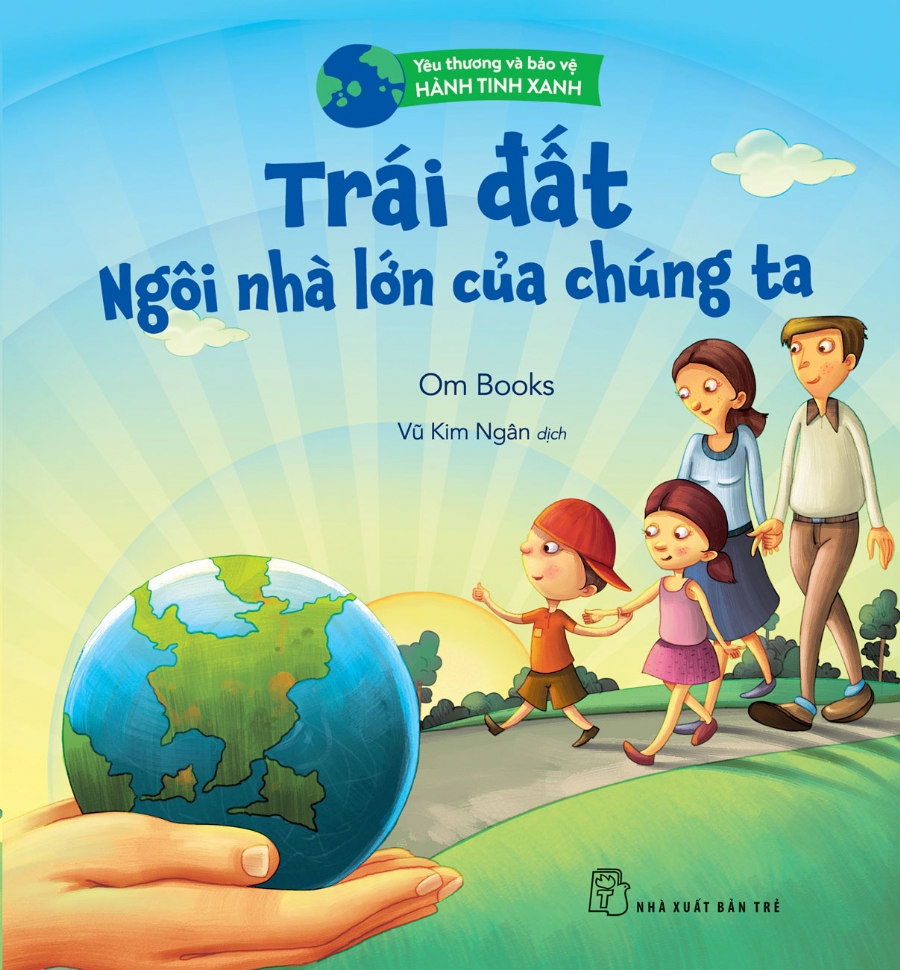 Yêu thương và bảo vệ
HÀNH TINH XANH
Trái đất
Ngôi nhà lớn của chúng ta
Om Books
Vũ Kim Ngân dịch
T
NHÀ XUẤT BẢN TRẺ